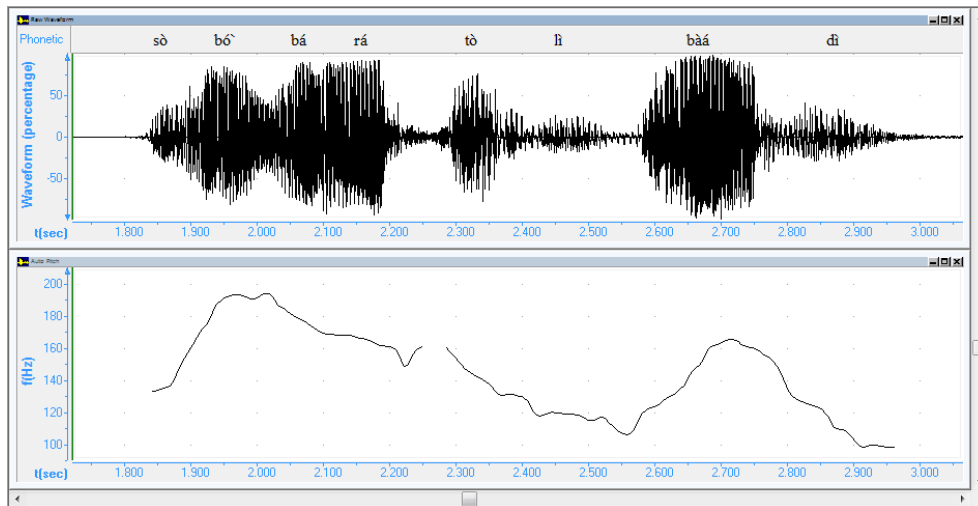 Raw Waveform
Phonetic sò bó` bá rá tò lì bàá dì
Waveform (percentage)
50
0
-50
t(sec) 1.800 1.900 2.000 2.100 2.200 2.300 2.400 2.500 2.600 2.700 2.800 2.900 3.000
Auto Pitch
f(Hz)
200
180
160
140
120
100
t(sec) 1.800 1.900 2.000 2.100 2.200 2.300 2.400 2.500 2.600 2.700 2.800 2.900 3.000